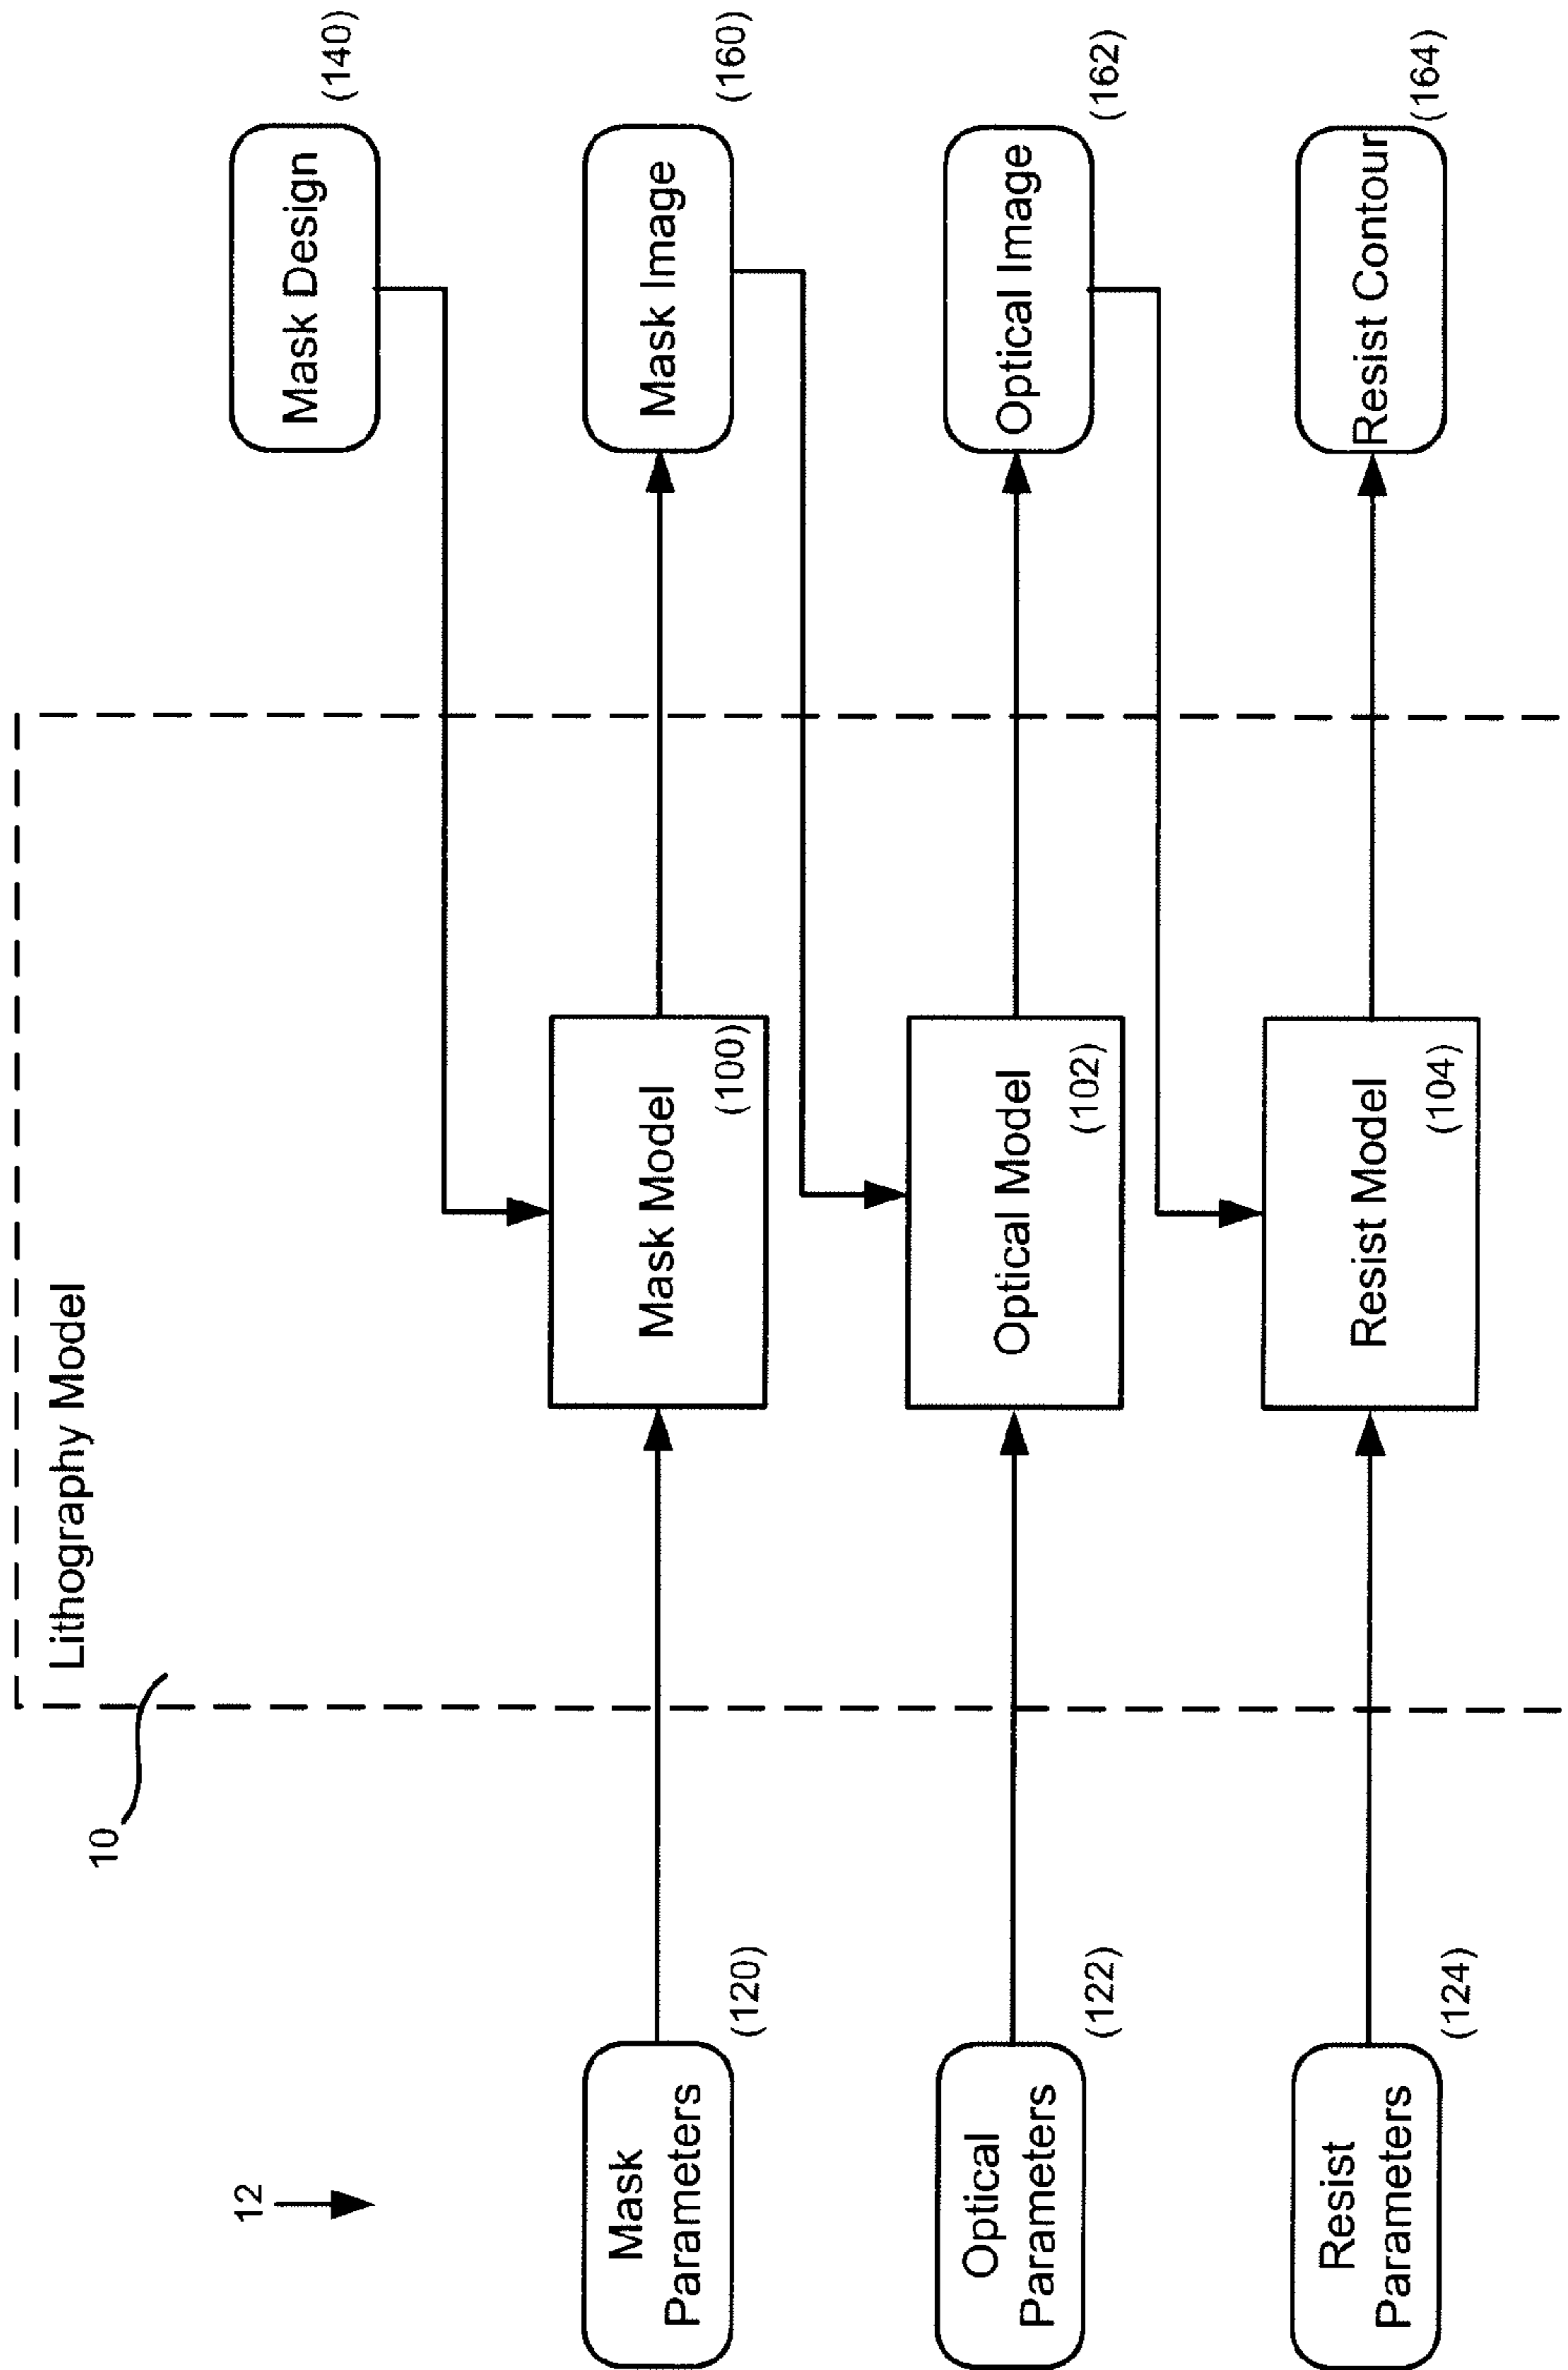 10
Lithography Model
12
Mask Design
(140)
Mask
Parameters
(120)
Mask Model
(100)
Mask Image
(160)
Optical
Parameters
(122)
Optical Model
(102)
Optical Image
(162)
Resist
Parameters
(124)
Resist Model
(104)
Resist Contour
(164)